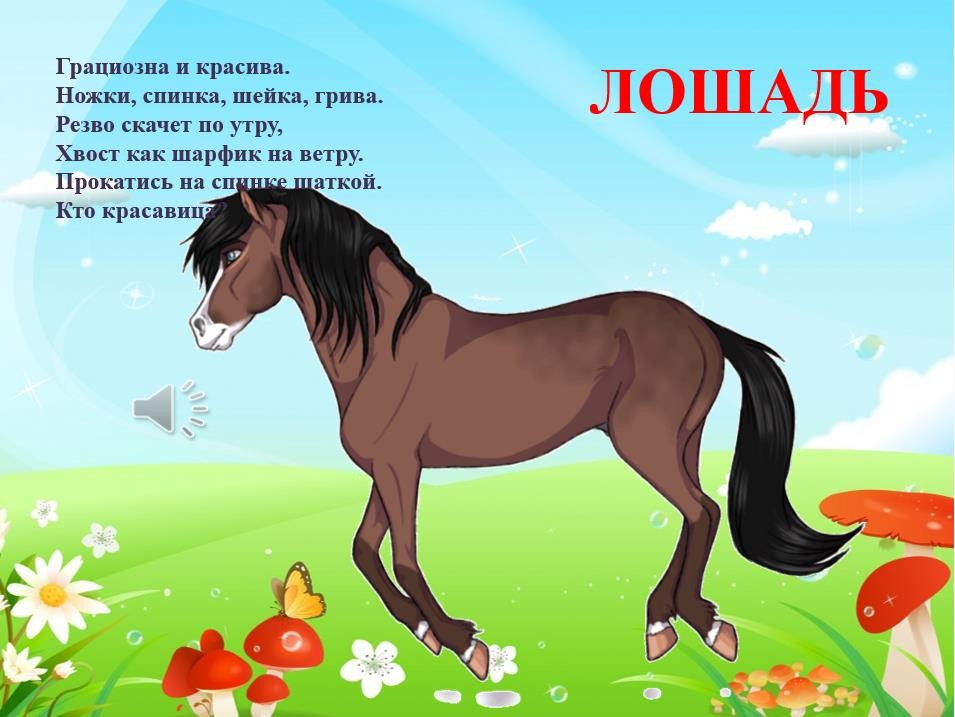 Грациозна и красива.
Ножки, спинка, шейка, грива.
Резво скачет по утру,
Хвост как шарфик на ветру.
Прокатись на спинке шаткой.
Кто красавица?
ЛОШАДЬ